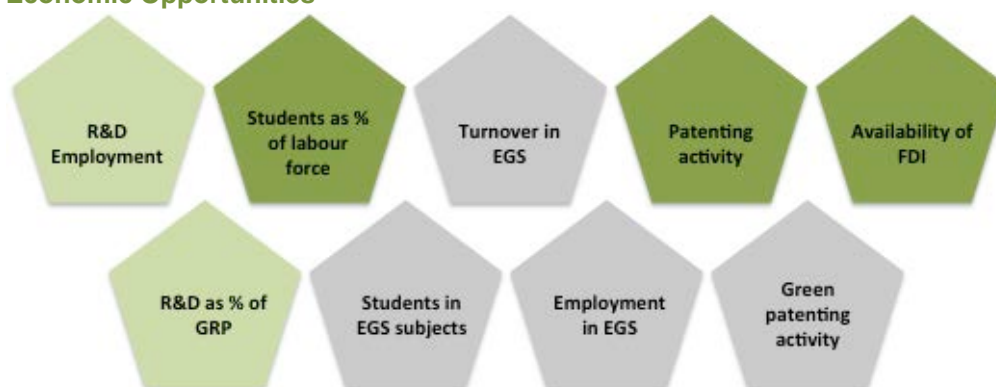 Economic Opportunities
R&D
Employment
Students as %
of labour
force
Turnover in
EGS
Patenting
activity
Availability of
FDI
R&D as % of
GRP
Students in
EGS subjects
Employment
in EGS
Green
patenting
activity